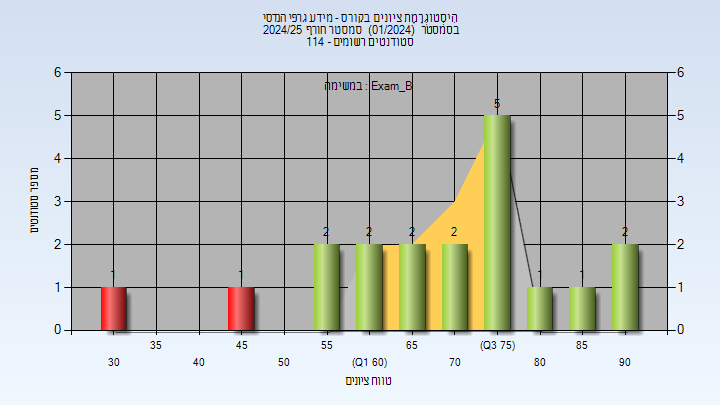 היסטוגרמת ציונים בקורס - מידע גרפי הנדסי
בסמסטר (01/2024) סמסטר חורף 2024/25
סטודנטים רשומים - 114
במשימה : Exam_B
6 6
5 5
4 4
3 3
2 2
1 1
0 0
1 1 2 2 2 2 5 1 1 2
מספר סטודנטים
35 45 55 65 (Q3 75) 85
30 40 50 (Q1 60) 70 80 90
טווח ציונים